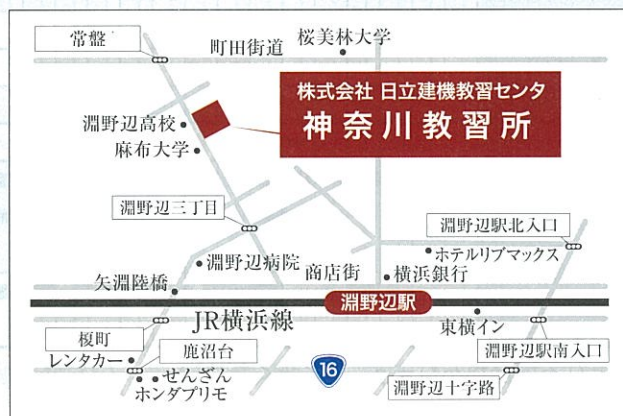 常盤
町田街道
桜美林大学
株式会社 日立建機教習センタ
神奈川教習所
淵野辺高校
麻布大学
淵野辺三丁目
淵野辺駅北入口
ホテルリブマックス
淵野辺病院
商店街
横浜銀行
矢淵陸橋
淵野辺駅
JR横浜線
東横イン
榎町
レンタカー
鹿沼台
淵野辺駅南入口
せんざん
ホンダプリモ
16
淵野辺十字路